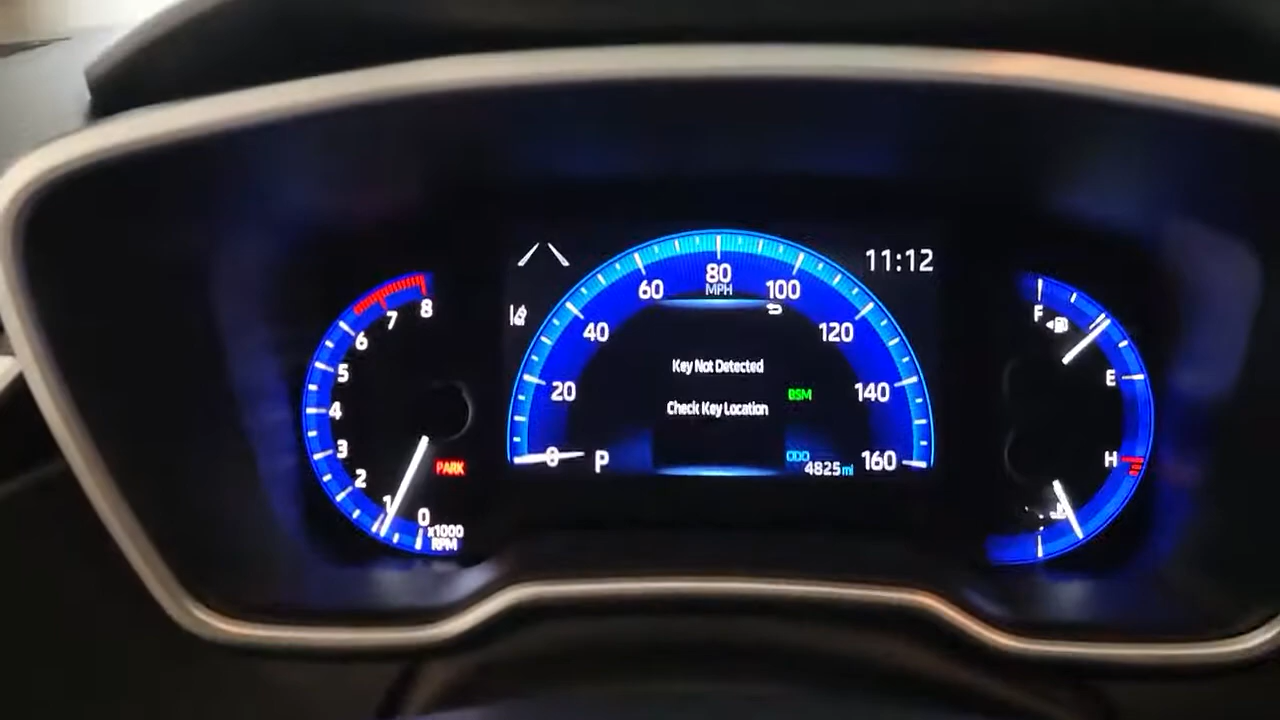 11:12
80
MPH
60
100
40
120
20
140
0
160
Key Not Detected
Check Key Location
BSM
P
ODO
4825 mi
8
7
6
5
4
3
2
1
0
x1000
RPM
PARK
F
E
H